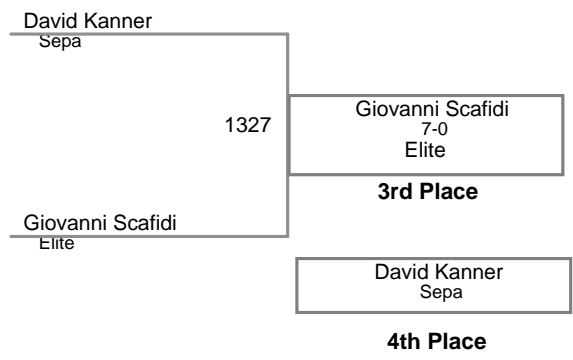 David Kanner
Sepa
1327
Giovanni Scafidi
7-0
Elite
3rd Place
Giovanni Scafidi
Elite
David Kanner
Sepa
4th Place